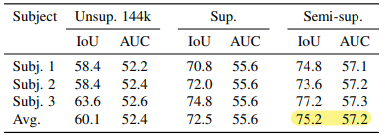 Subject Unsup. 144k Sup. Semi-sup.
IoU AUC IoU AUC IoU AUC
Subj. 1 58.4 52.2 70.8 55.6 74.8 57.1
Subj. 2 58.4 52.4 72.0 55.6 73.6 57.2
Subj. 3 63.6 52.6 74.8 55.6 77.2 57.3
Avg. 60.1 52.4 72.5 55.6 75.2 57.2